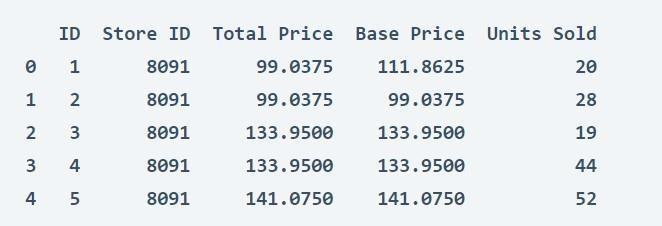 ID Store ID Total Price Base Price Units Sold
0 1 8091 99.0375 111.8625 20
1 2 8091 99.0375 99.0375 28
2 3 8091 133.9500 133.9500 19
3 4 8091 133.9500 133.9500 44
4 5 8091 141.0750 141.0750 52